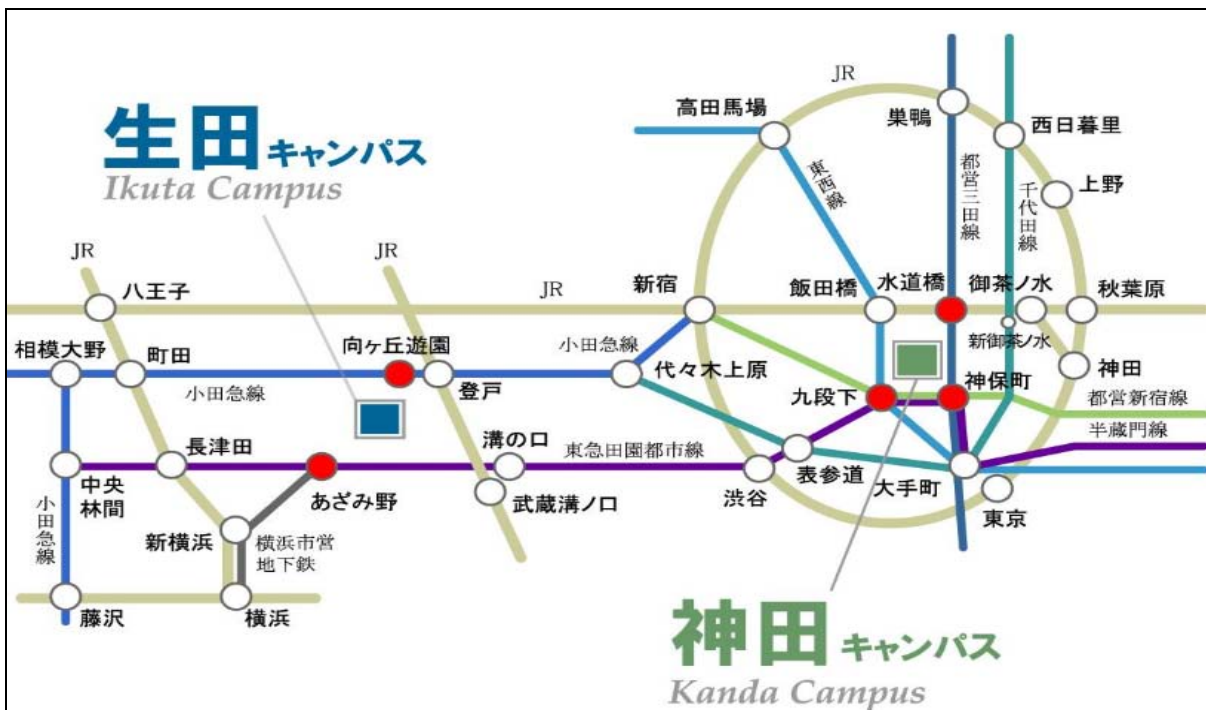 生田キャンパス
Ikuta Campus
JR
高田馬場
巣鴨
西日暮里
東西線
都営三田線
千代田線
上野
JR
八王子
JR
JR
新宿
飯田橋
水道橋
御茶ノ水
秋葉原
相模大野
町田
向ヶ丘遊園
登戸
小田急線
小田急線
代々木上原
新御茶ノ水
神田
九段下
神保町
都営新宿線
半蔵門線
長津田
溝の口
東急田園都市線
中央
林間
あざみ野
武蔵溝ノ口
渋谷
表参道
大手町
東京
小田急線
新横浜
横浜市営
地下鉄
藤沢
横浜
神田キャンパス
Kanda Campus